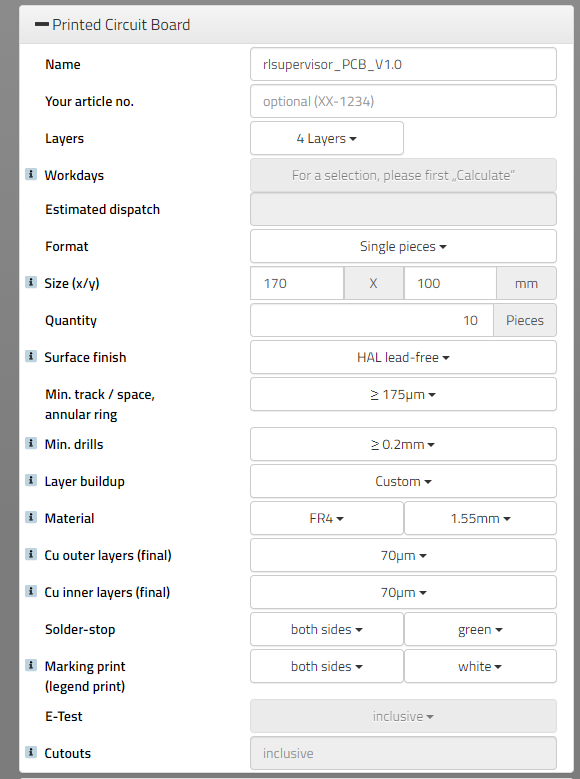 Printed Circuit Board
Name rlsupervisor_PCB_V1.0
Your article no. optional (XX-1234)
Layers 4 Layers
i Workdays For a selection, please first „Calculate“
Estimated dispatch
Format Single pieces
i Size (x/y) 170 X 100 mm
Quantity 10 Pieces
i Surface finish HAL lead-free
Min. track / space, ≥ 175µm
annular ring
i Min. drills ≥ 0.2mm
i Layer buildup Custom
i Material FR4 1.55mm
i Cu outer layers (final) 70µm
i Cu inner layers (final) 70µm
Solder-stop both sides green
i Marking print both sides white
(legend print)
E-Test inclusive
i Cutouts inclusive